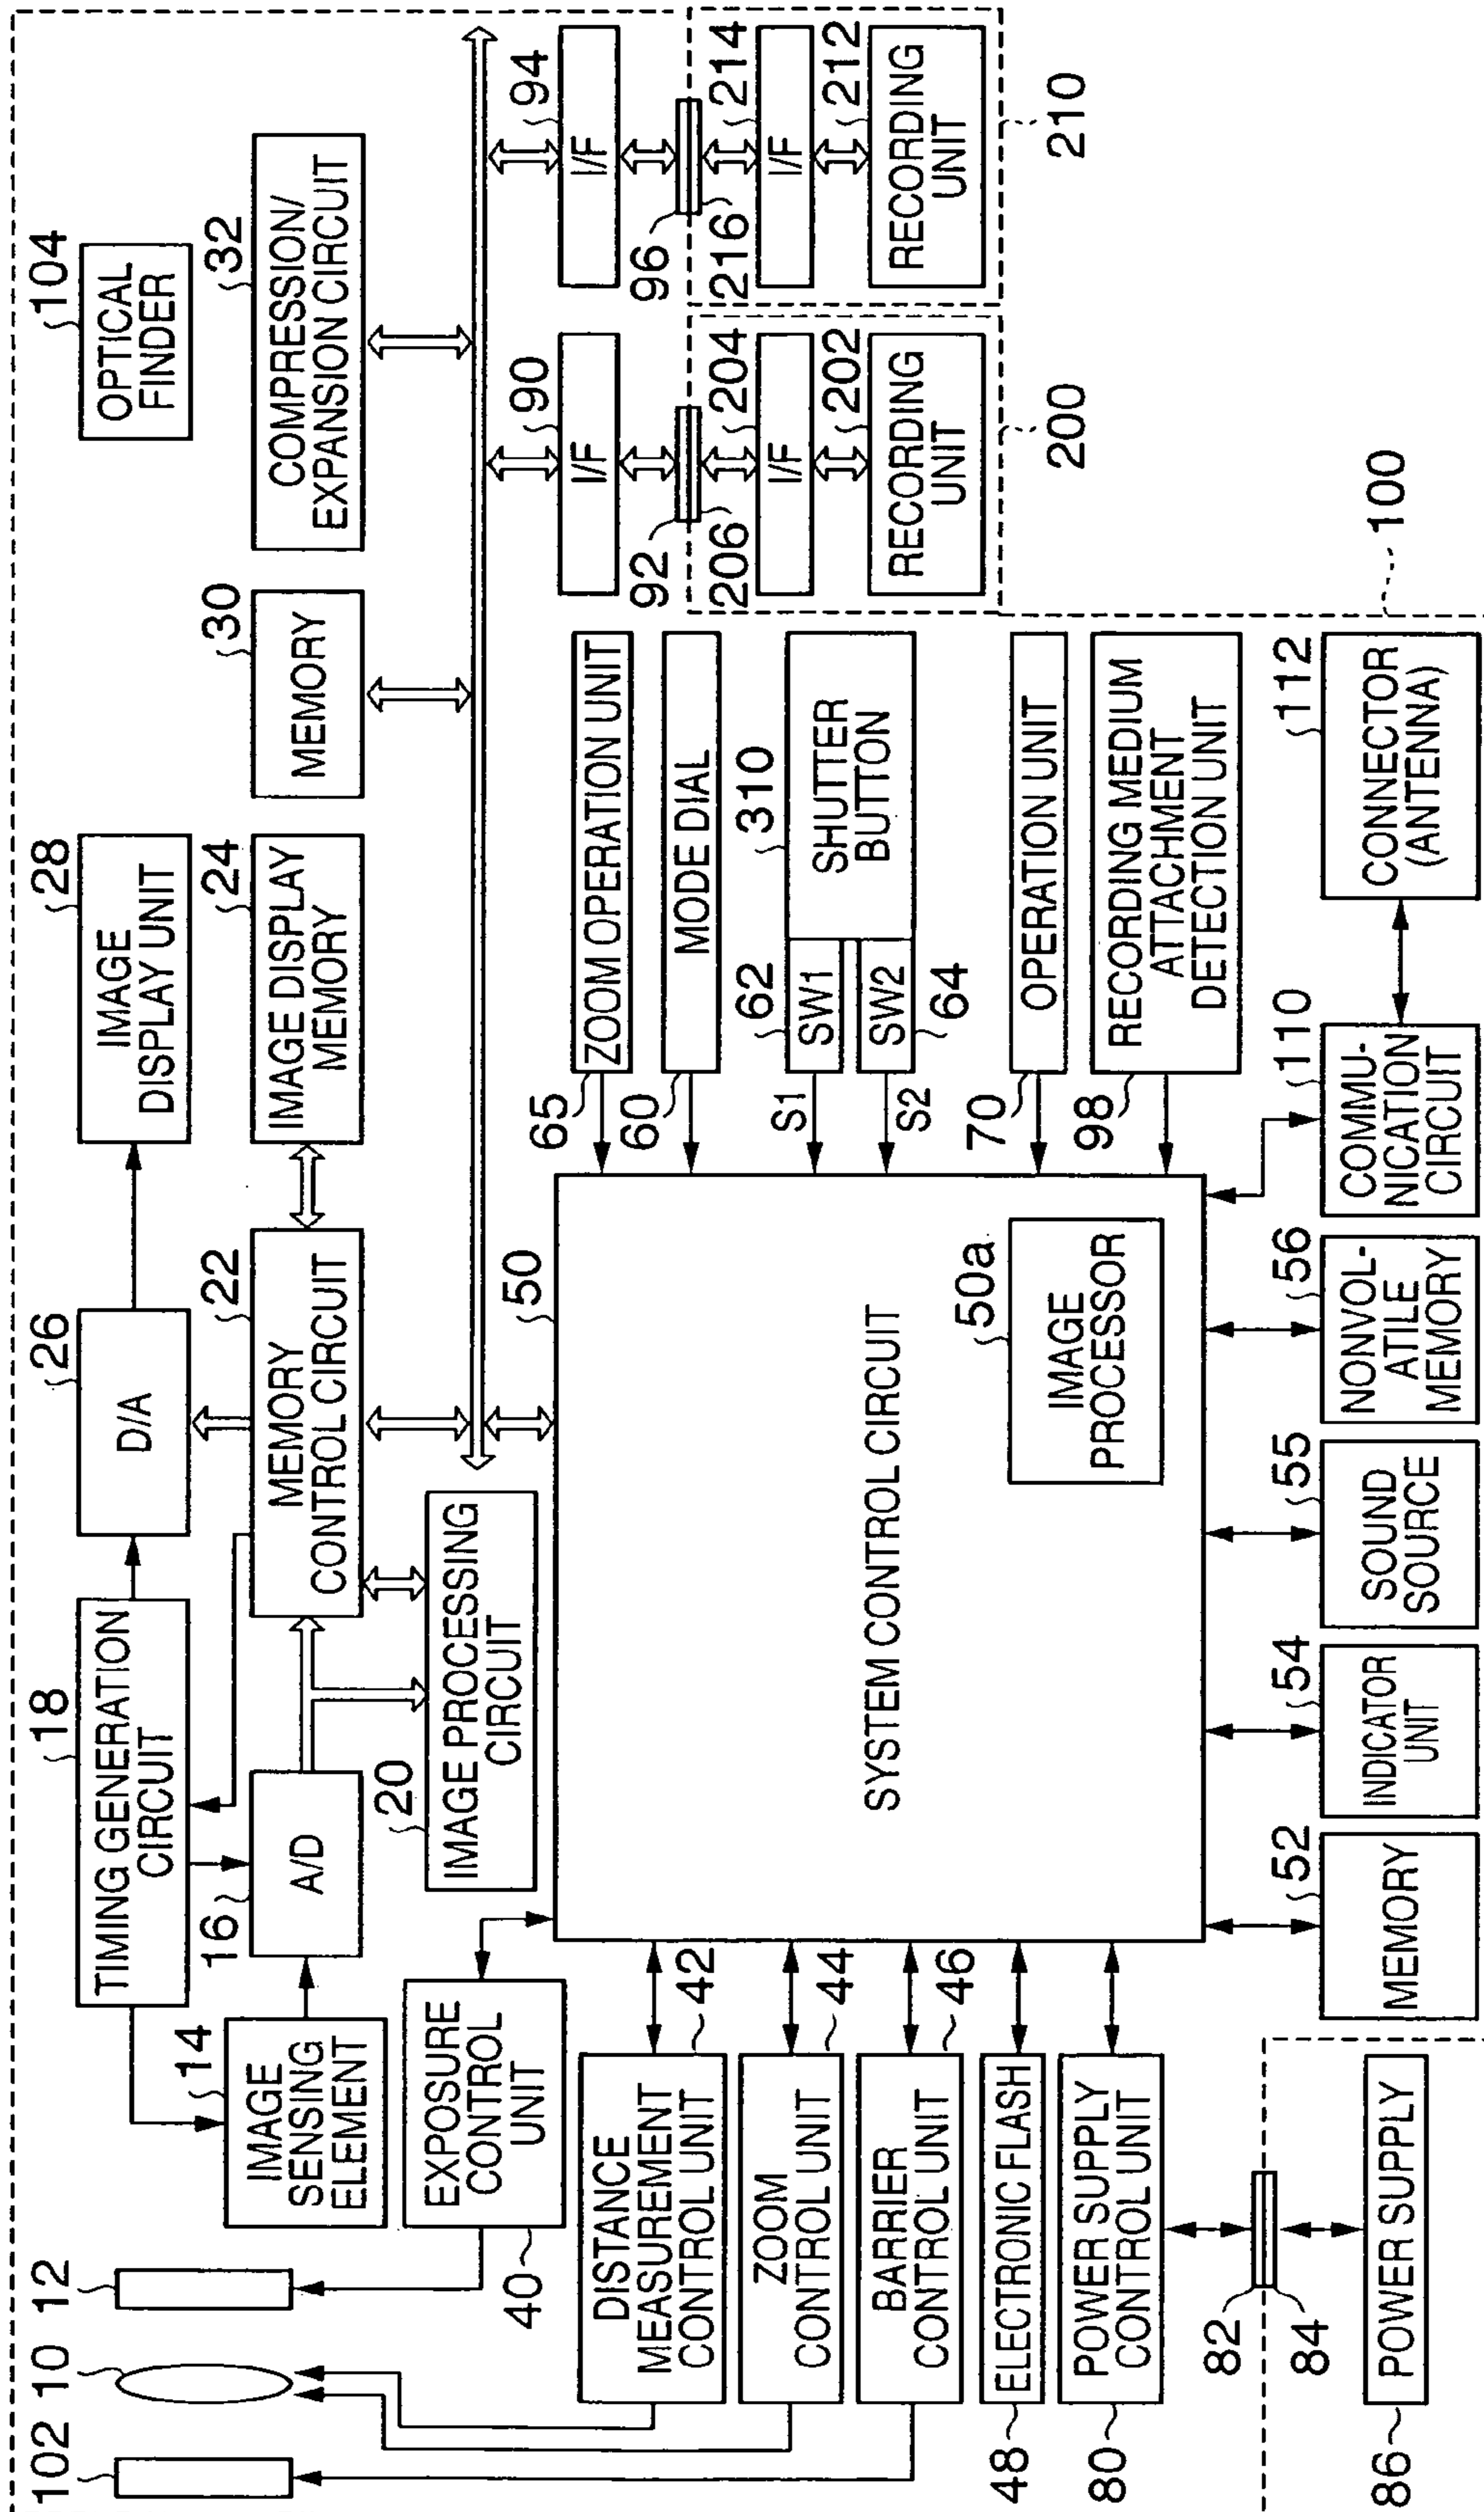 102
10
12
14
IMAGE
SENSING
ELEMENT
18
TIMING GENERATION
CIRCUIT
16
A/D
26
D/A
28
IMAGE
DISPLAY UNIT
22
MEMORY
CONTROL CIRCUIT
24
IMAGE DISPLAY
MEMORY
30
MEMORY
104
OPTICAL
FINDER
32
COMPRESSION/
EXPANSION CIRCUIT
20
IMAGE PROCESSING
CIRCUIT
40
EXPOSURE
CONTROL
UNIT
42
DISTANCE
MEASUREMENT
CONTROL UNIT
44
ZOOM
CONTROL UNIT
46
BARRIER
CONTROL UNIT
48
ELECTRONIC FLASH
80
POWER SUPPLY
CONTROL UNIT
82
84
86
POWER SUPPLY
50
SYSTEM CONTROL CIRCUIT
50a
IMAGE
PROCESSOR
65
ZOOM OPERATION UNIT
60
MODE DIAL
S1
62
SW1
310
SHUTTER
BUTTON
S2
SW2
64
70
OPERATION UNIT
98
RECORDING MEDIUM
ATTACHMENT
DETECTION UNIT
90
I/F
92
206
204
I/F
202
RECORDING
UNIT
200
94
I/F
96
216
214
I/F
212
RECORDING
UNIT
210
100
52
MEMORY
54
INDICATOR
UNIT
55
SOUND
SOURCE
56
NONVOL-
ATILE
MEMORY
110
COMMU-
NICATION
CIRCUIT
112
CONNECTOR
(ANTENNA)